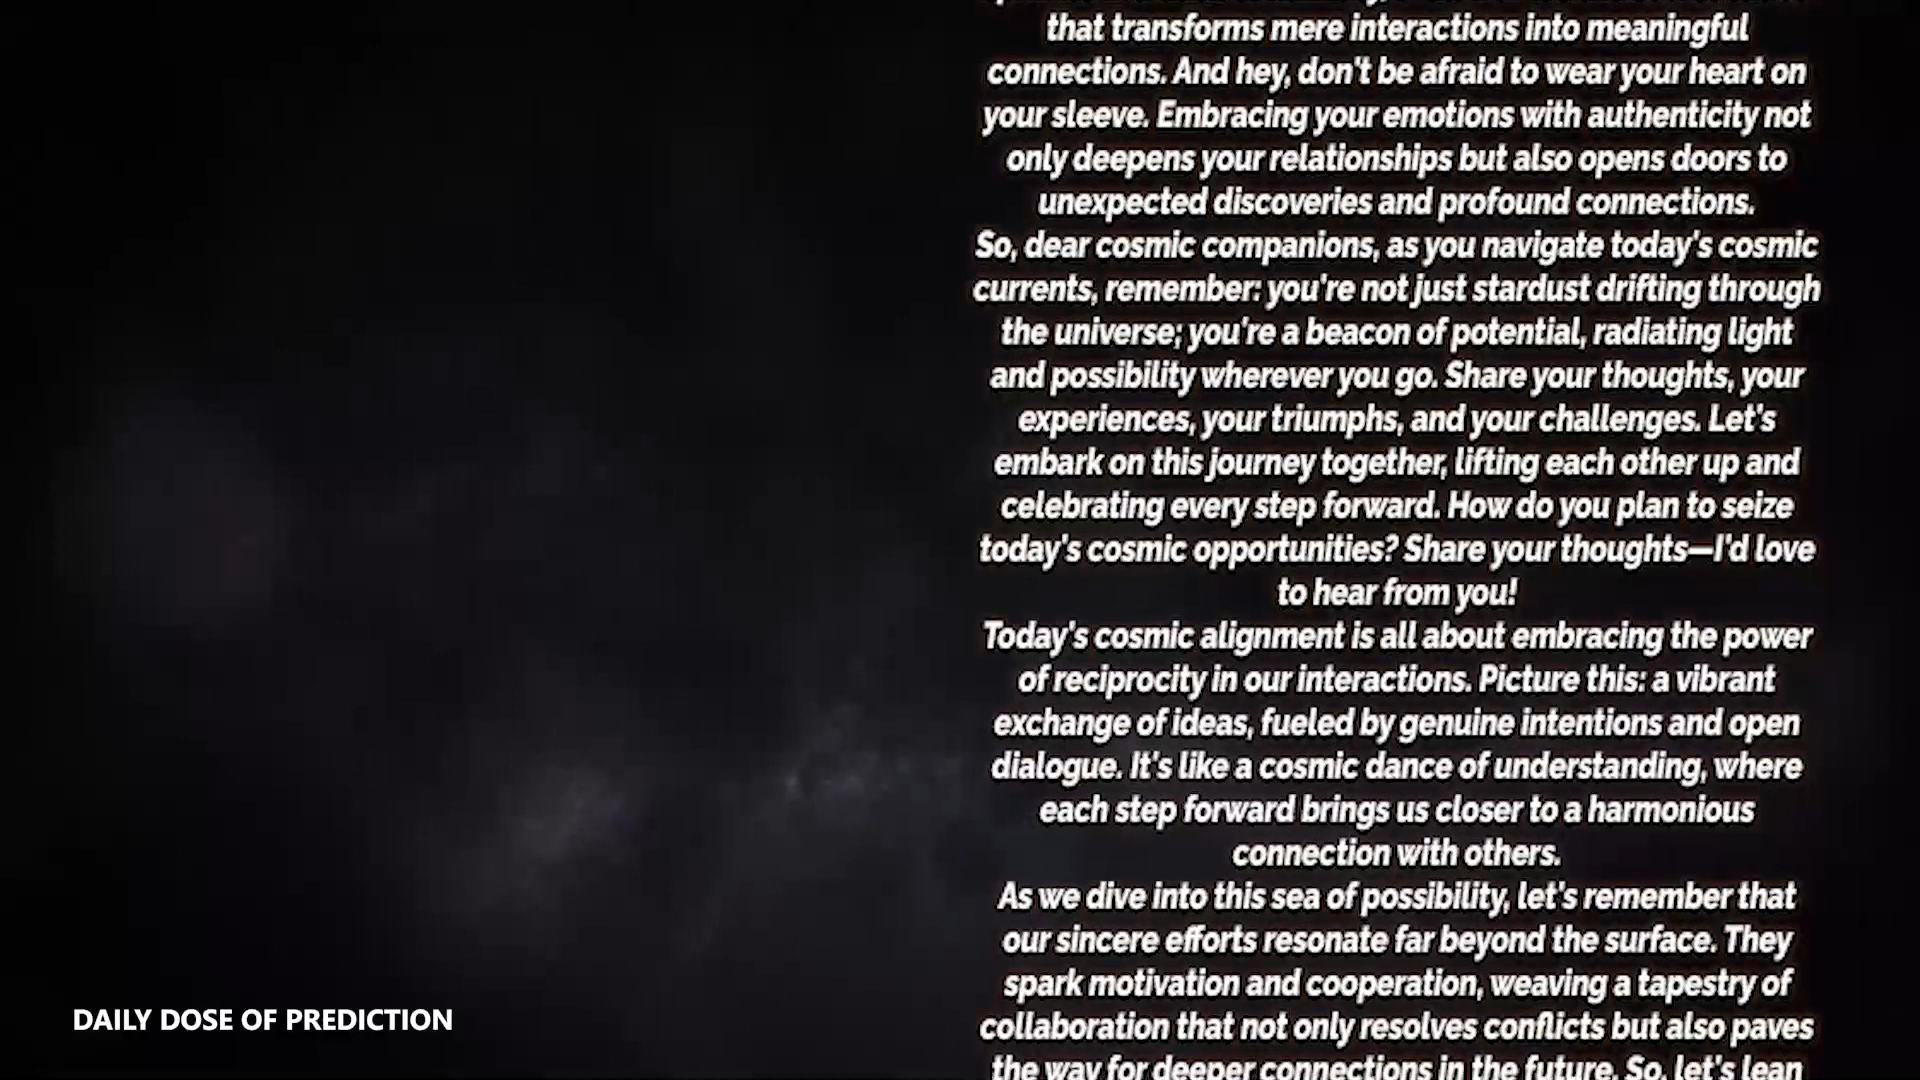 that transforms mere interactions into meaningful
connections. And hey, don't be afraid to wear your heart on
your sleeve. Embracing your emotions with authenticity not
only deepens your relationships but also opens doors to
unexpected discoveries and profound connections.
So, dear cosmic companions, as you navigate today's cosmic
currents, remember: you're not just stardust drifting through
the universe; you're a beacon of potential, radiating light
and possibility wherever you go. Share your thoughts, your
experiences, your triumphs, and your challenges. Let's
embark on this journey together, lifting each other up and
celebrating every step forward. How do you plan to seize
today's cosmic opportunities? Share your thoughts—I'd love
to hear from you!
Today's cosmic alignment is all about embracing the power
of reciprocity in our interactions. Picture this: a vibrant
exchange of ideas, fueled by genuine intentions and open
dialogue. It's like a cosmic dance of understanding, where
each step forward brings us closer to a harmonious
connection with others.
As we dive into this sea of possibility, let's remember that
our sincere efforts resonate far beyond the surface. They
spark motivation and cooperation, weaving a tapestry of
collaboration that not only resolves conflicts but also paves
the way for deeper connections in the future. So, let's lean
DAILY DOSE OF PREDICTION